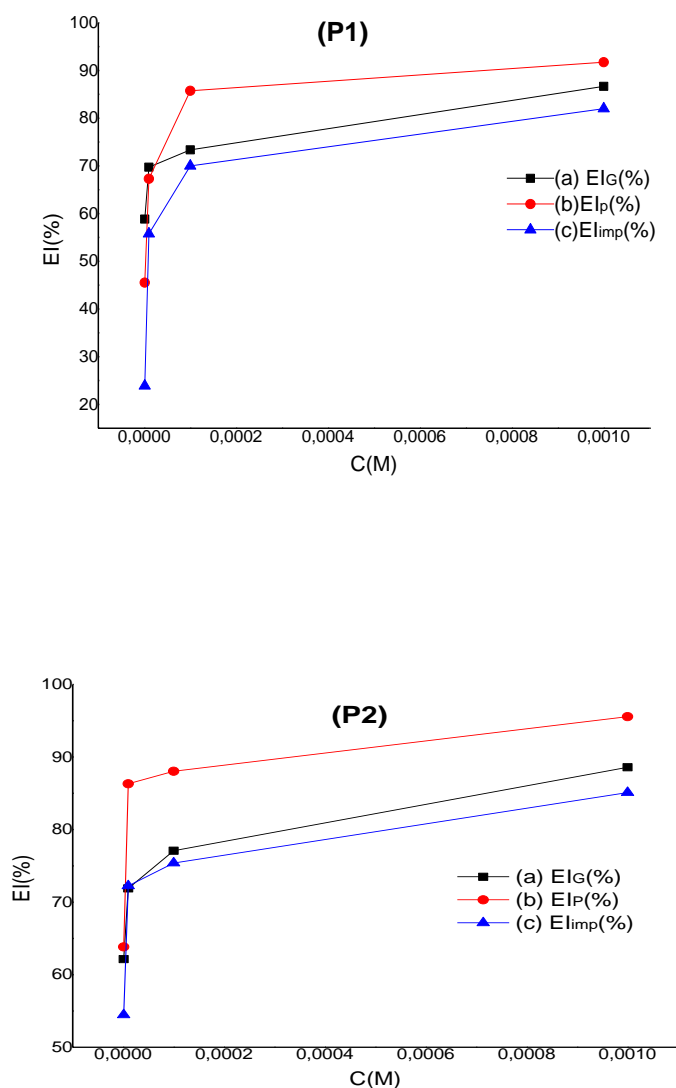 (P1)
100
90
80
70
60
50
40
30
20
EI(%)
(a) EIG(%)
(b)EIp(%)
(c)EIimp(%)
0,0000 0,0002 0,0004 0,0006 0,0008 0,0010
C(M)
(P2)
100
90
80
70
60
50
EI(%)
(a) EIG(%)
(b) EIP(%)
(c) EIimp(%)
0,0000 0,0002 0,0004 0,0006 0,0008 0,0010
C(M)